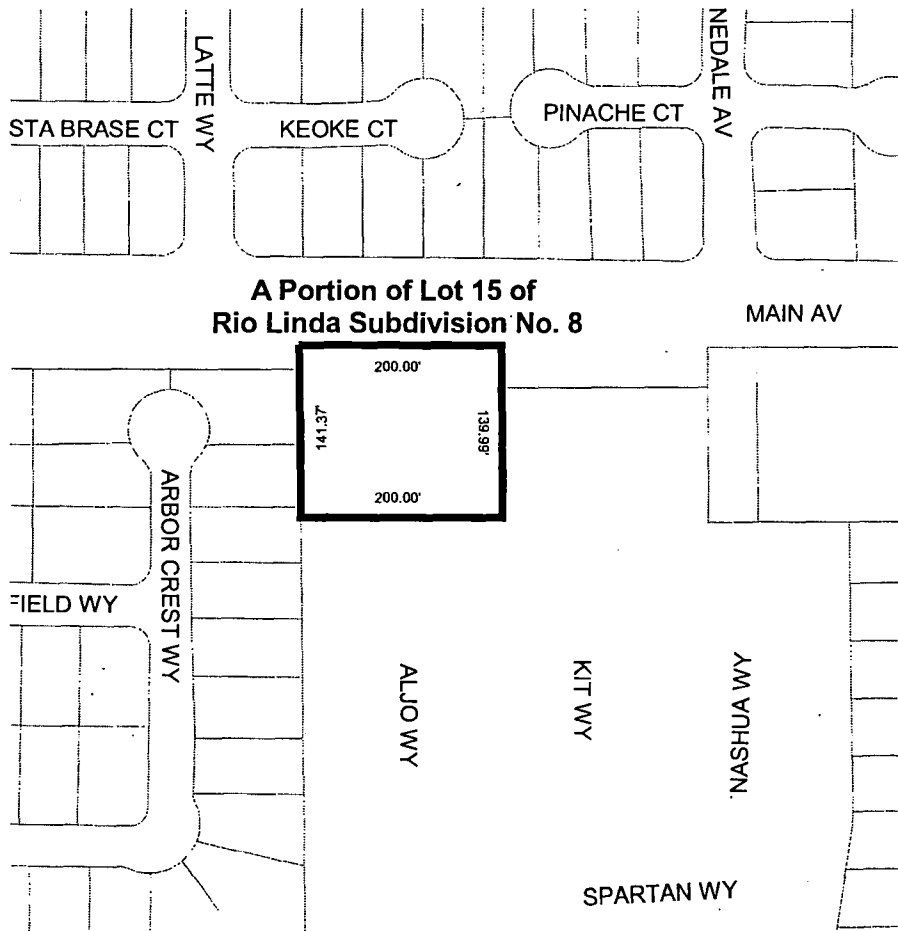 LATTE WY
NEDALE AV
STA BRASE CT
KEOKE CT
PINACHE CT
A Portion of Lot 15 of
Rio Linda Subdivision No. 8
MAIN AV
200.00'
141.37'
139.66'
200.00'
ARBOR CREST WY
FIELD WY
ALJO WY
KIT WY
NASHUA WY
SPARTAN WY